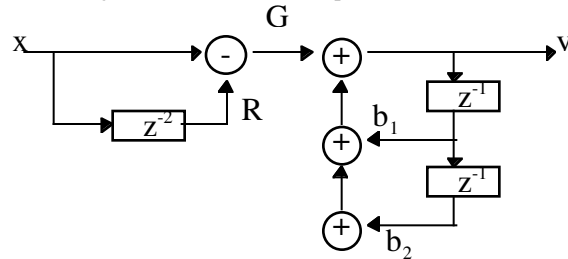 G
x - + v
z⁻¹
z⁻² R b₁
+
z⁻¹
+
b₂